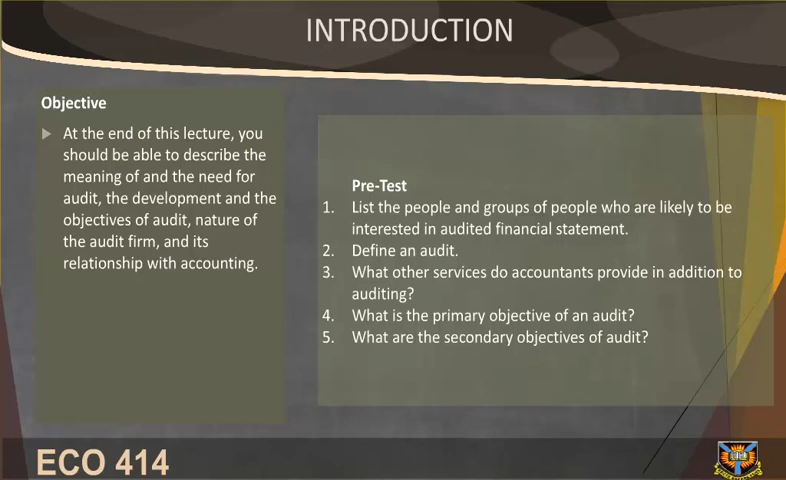 INTRODUCTION
Objective
At the end of this lecture, you
should be able to describe the
meaning of and the need for
audit, the development and the
objectives of audit, nature of
the audit firm, and its
relationship with accounting.
Pre-Test
1. List the people and groups of people who are likely to be
interested in audited financial statement.
2. Define an audit.
3. What other services do accountants provide in addition to
auditing?
4. What is the primary objective of an audit?
5. What are the secondary objectives of audit?
ECO 414